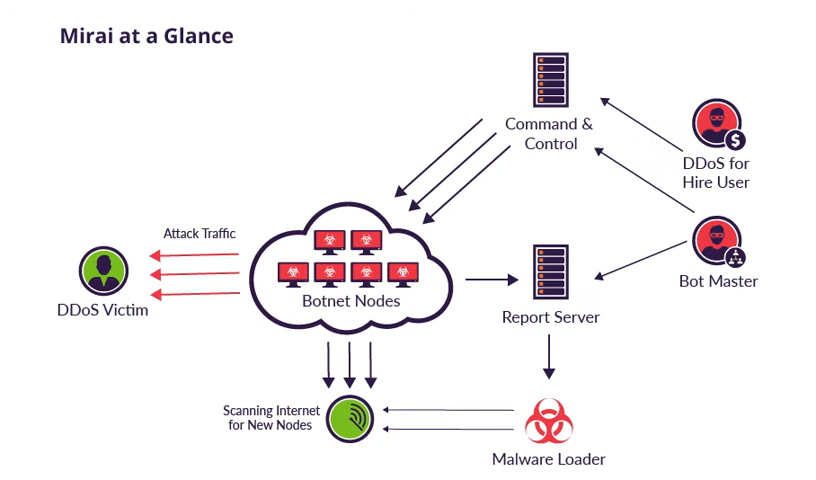 Mirai at a Glance
Command &
Control
$
DDoS for
Hire User
Attack Traffic
Bot Master
DDoS Victim
Botnet Nodes
Report Server
Scanning Internet
for New Nodes
Malware Loader